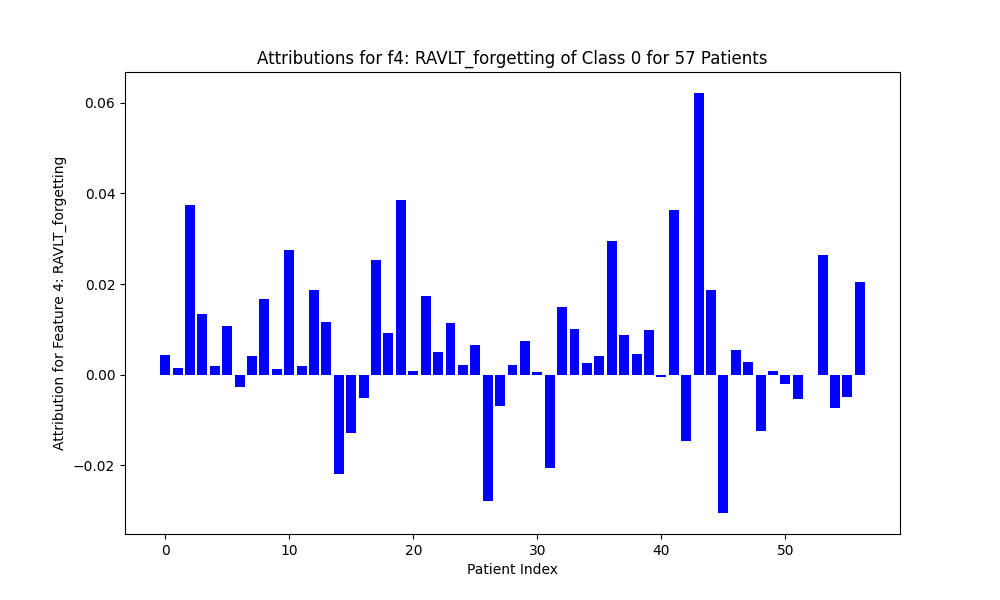 Attributions for f4: RAVLT_forgetting of Class 0 for 57 Patients
Attribution for Feature 4: RAVLT_forgetting
0.06
0.04
0.02
0.00
−0.02
0 10 20 30 40 50
Patient Index